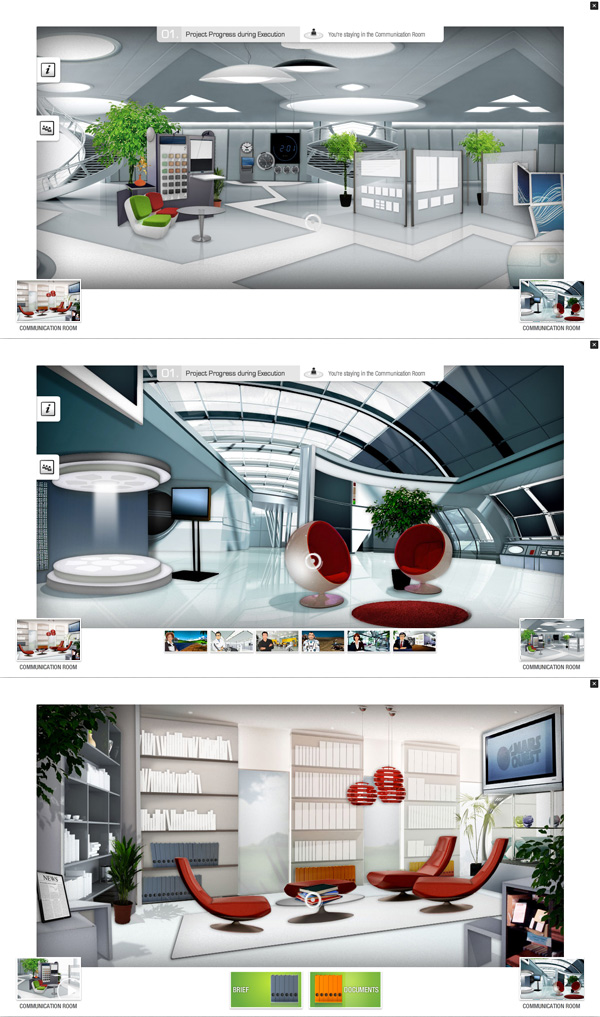 01.
Project Progress during Execution
You're staying in the Communication Room
i
2:01
COMMUNICATION ROOM
COMMUNICATION ROOM
01.
Project Progress during Execution
You're staying in the Communication Room
i
COMMUNICATION ROOM
COMMUNICATION ROOM
MARS
QUEST
NEWS
BRIEF
DOCUMENTS
COMMUNICATION ROOM
COMMUNICATION ROOM